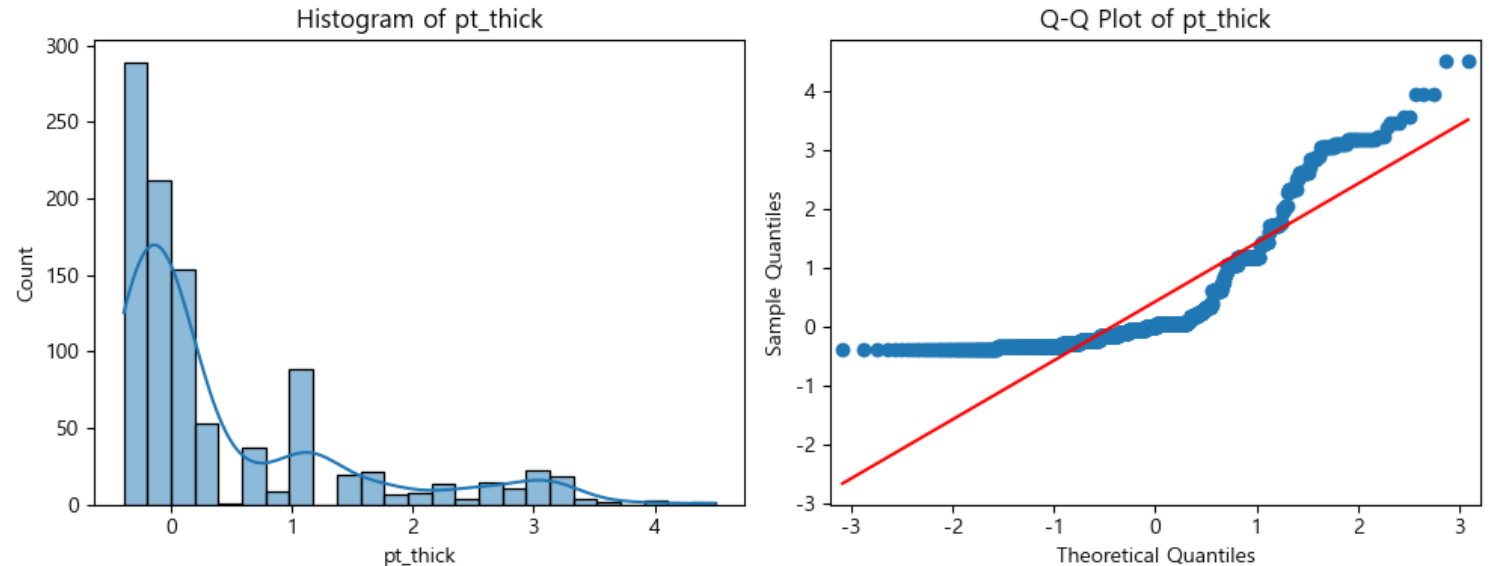 Histogram of pt_thick
300
250
200
150
100
50
0
Count
0 1 2 3 4
pt_thick
Q-Q Plot of pt_thick
4
3
2
1
0
-1
-2
-3
Sample Quantiles
-3 -2 -1 0 1 2 3
Theoretical Quantiles